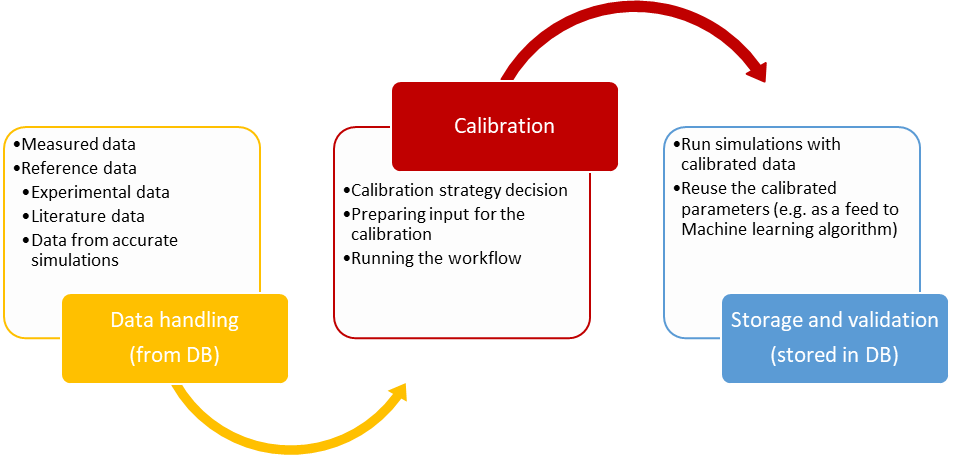 •Measured data
•Reference data
•Experimental data
•Literature data
•Data from accurate
simulations
Data handling
(from DB)
Calibration
•Calibration strategy decision
•Preparing input for the
calibration
•Running the workflow
•Run simulations with
calibrated data
•Reuse the calibrated
parameters (e.g. as a feed to
Machine learning algorithm)
Storage and validation
(stored in DB)